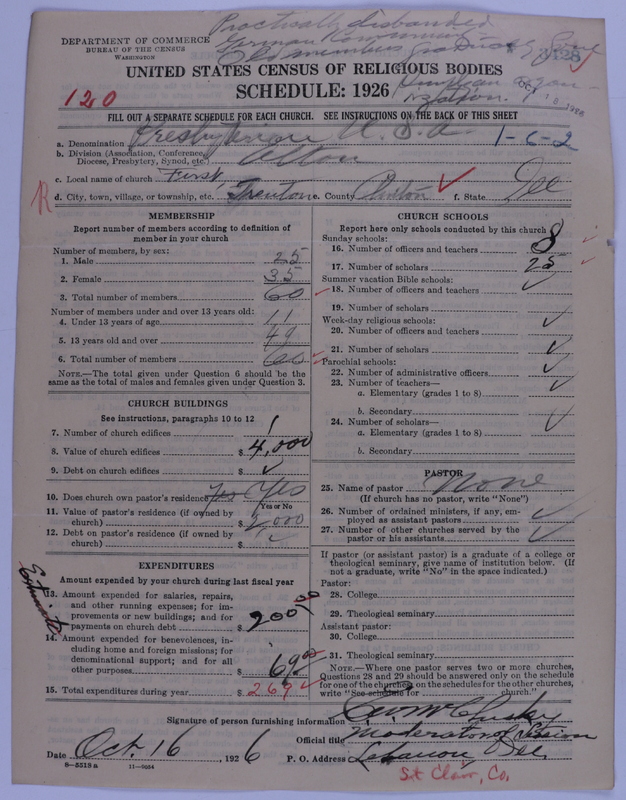 Practically disbanded
German Community
Old members practically gone
DEPARTMENT OF COMMERCE
BUREAU OF THE CENSUS
WASHINGTON
UNITED STATES CENSUS OF RELIGIOUS BODIES
SCHEDULE: 1926
120
FILL OUT A SEPARATE SCHEDULE FOR EACH CHURCH. SEE INSTRUCTIONS ON THE BACK OF THIS SHEET
a. Denomination Presbyterian U. S. A. 1-6-2
b. Division (Association, Conference, Diocese, Presbytery, Synod, etc.) Alton
c. Local name of church First,
R d. City, town, village, or township, etc. Trenton e. County Clinton f. State Ill
MEMBERSHIP
Report number of members according to definition of member in your church
Number of members, by sex:
1. Male 25
2. Female 35
3. Total number of members 60
Number of members under and over 13 years old:
4. Under 13 years of age 11
5. 13 years old and over 49
6. Total number of members 60
NOTE.—The total given under Question 6 should be the same as the total of males and females given under Question 3.
CHURCH BUILDINGS
See instructions, paragraphs 10 to 12
7. Number of church edifices 1
8. Value of church edifices $ 4,000
9. Debt on church edifices $ ✓
10. Does church own pastor's residence? Yes
Yes or No
11. Value of pastor's residence (if owned by church) $ 2,000
12. Debt on pastor's residence (if owned by church) $ ✓
EXPENDITURES
Amount expended by your church during last fiscal year
Estimate
13. Amount expended for salaries, repairs, and other running expenses; for improvements or new buildings; and for payments on church debt $ 200.00
14. Amount expended for benevolences, including home and foreign missions; for denominational support; and for all other purposes $ 69.00
15. Total expenditures during year $ 269 ✓
CHURCH SCHOOLS
Report here only schools conducted by this church
Sunday schools:
16. Number of officers and teachers 8
17. Number of scholars 25
Summer vacation Bible schools:
18. Number of officers and teachers ✓
19. Number of scholars
Week-day religious schools: ✓
20. Number of officers and teachers
21. Number of scholars ✓
Parochial schools:
22. Number of administrative officers ✓
23. Number of teachers— ✓
a. Elementary (grades 1 to 8)
b. Secondary
24. Number of scholars— ✓
a. Elementary (grades 1 to 8)
b. Secondary
PASTOR
25. Name of pastor None
(If church has no pastor, write "None")
26. Number of ordained ministers, if any, employed as assistant pastors ✓
27. Number of other churches served by the pastor or his assistants ✓
If pastor (or assistant pastor) is a graduate of a college or theological seminary, give name of institution below. (If not a graduate, write "No" in the space indicated.)
Pastor:
28. College
29. Theological seminary
Assistant pastor:
30. College
31. Theological seminary
NOTE.—Where one pastor serves two or more churches, Questions 28 and 29 should be answered only on the schedule for one of the churches; on the schedules for the other churches, write "See schedule for church."
Signature of person furnishing information McClusky
Official title Moderator of Session
Date Oct. 16, 1926 P. O. Address Lebanon Ill.
8—5313 a 11—9034
St Clair, Co.